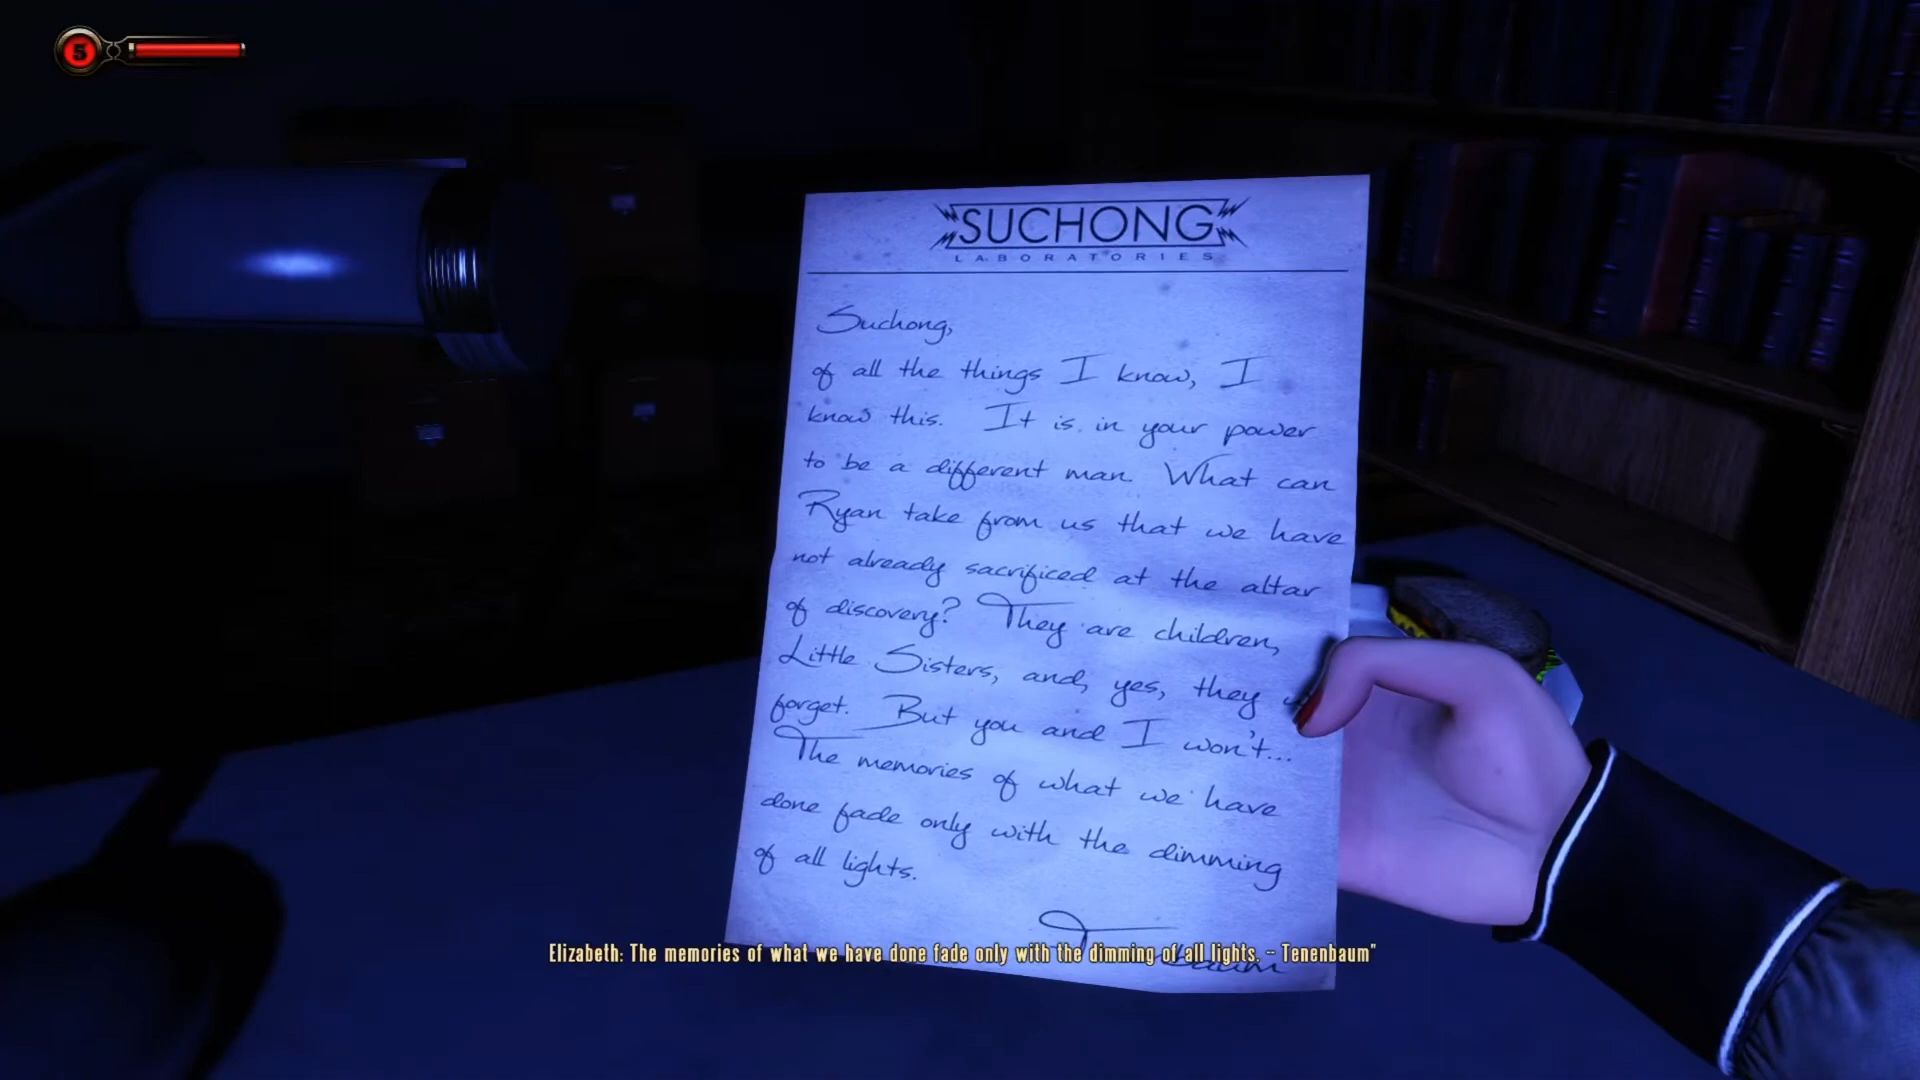 5
SUCHONG
LABORATORIES
Suchong,
of all the things I know, I
know this. It is in your power
to be a different man. What can
Ryan take from us that we have
not already sacrificed at the altar
of discovery? They are children,
Little Sisters, and, yes, they
forget. But you and I won't...
The memories of what we have
done fade only with the dimming
of all lights.
Elizabeth: The memories of what we have done fade only with the dimming of all lights. - Tenenbaum"